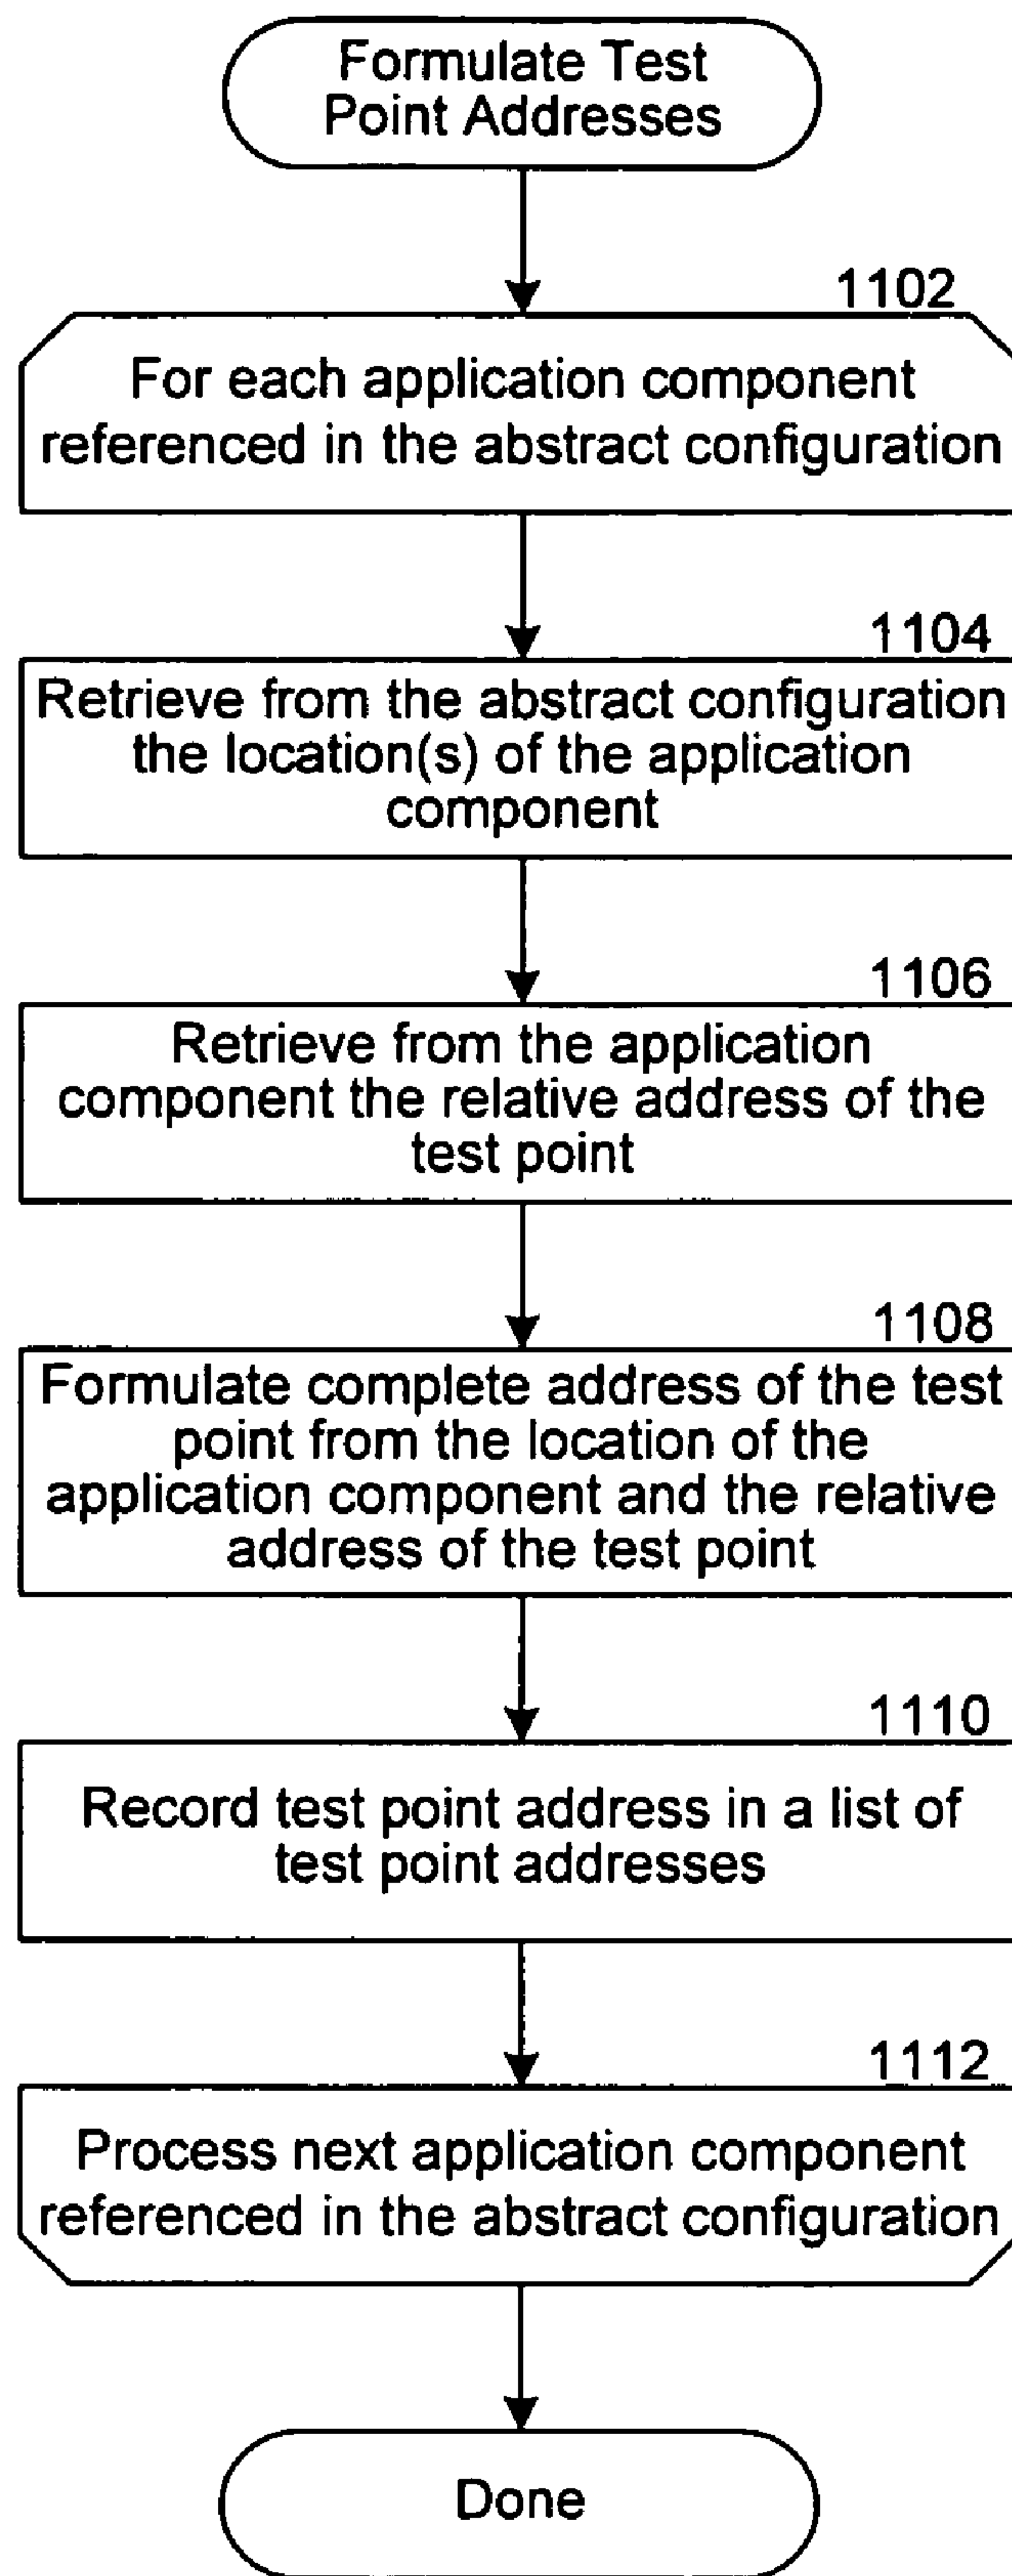 Formulate Test
Point Addresses
1102
For each application component
referenced in the abstract configuration
1104
Retrieve from the abstract configuration
the location(s) of the application
component
1106
Retrieve from the application
component the relative address of the
test point
1108
Formulate complete address of the test
point from the location of the
application component and the relative
address of the test point
1110
Record test point address in a list of
test point addresses
1112
Process next application component
referenced in the abstract configuration
Done